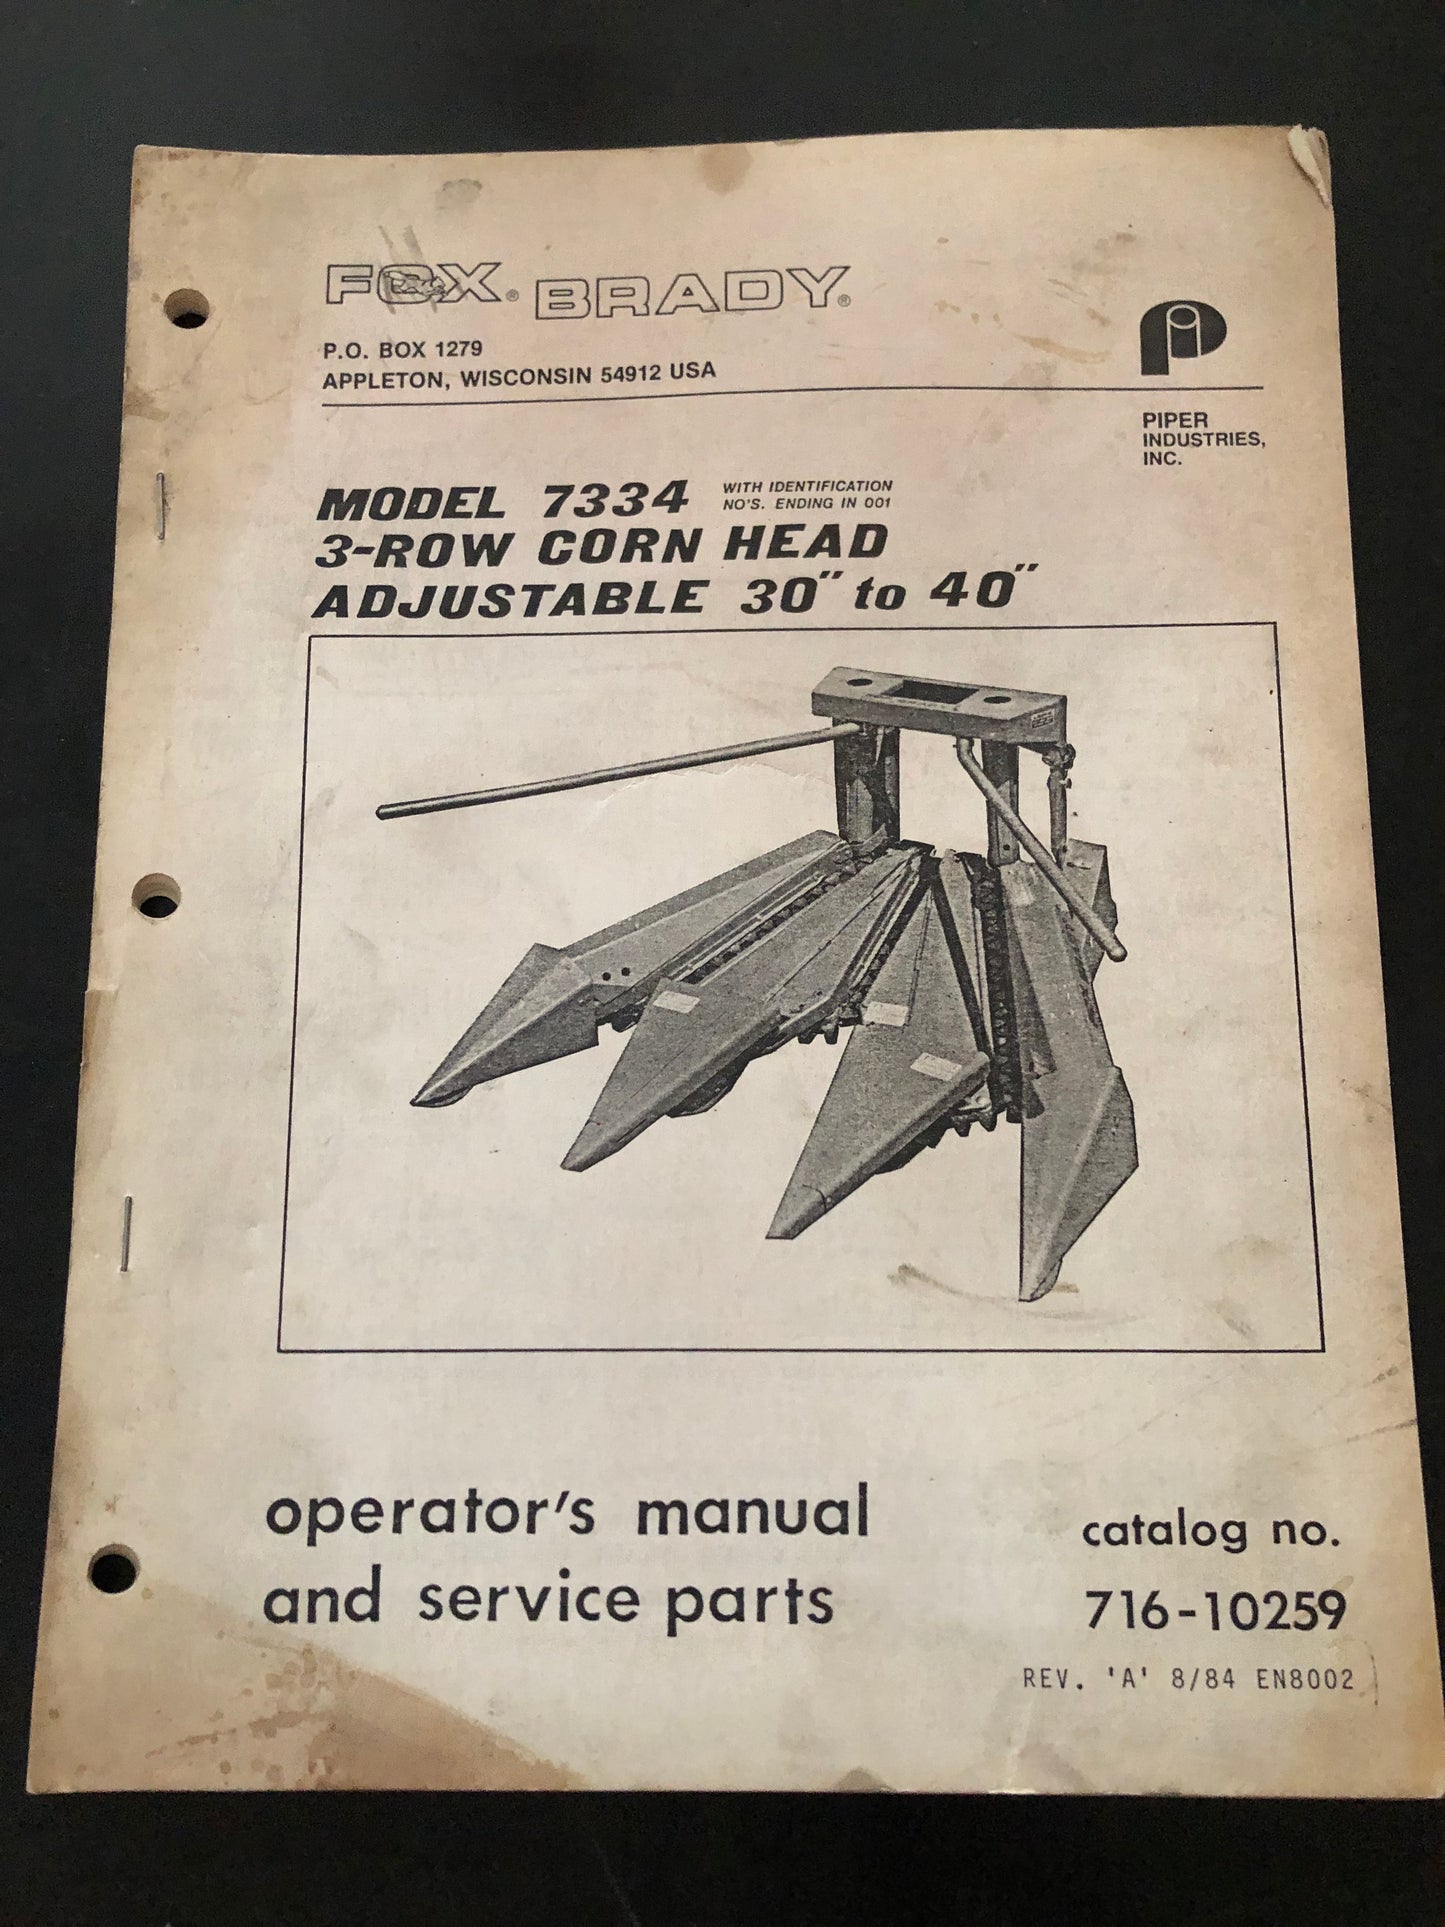 FOX® BRADY®
P.O. BOX 1279
APPLETON, WISCONSIN 54912 USA
PIPER
INDUSTRIES,
INC.
MODEL 7334 WITH IDENTIFICATION
NO'S. ENDING IN 001
3-ROW CORN HEAD
ADJUSTABLE 30" to 40"
operator's manual
and service parts
catalog no.
716-10259
REV. 'A' 8/84 EN8002